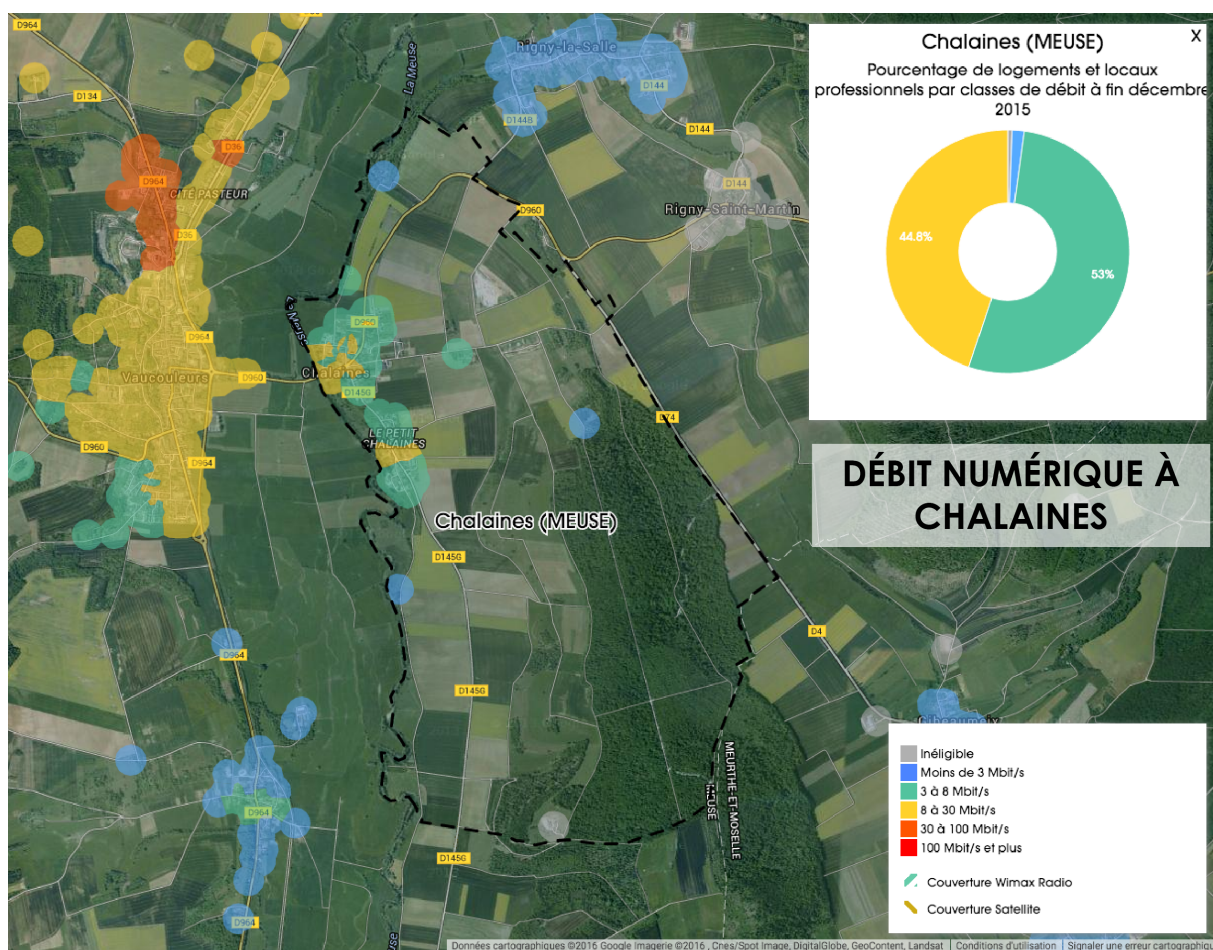 D964
D134
D36
D964
CITÉ PASTEUR
D36
La Meuse
Rigny-la-Salle
D144
D144B
D144
D144
Rigny-Saint-Martin
D960
D964
Vaucouleurs
D960
D960
D964
D960
Chalaines
D145G
LE PETIT
CHALAINES
D74
Chalaines (MEUSE)
D145G
D964
D4
D145G
Gibeaumeix
MEUSE
MEURTHE-ET-MOSELLE
D964
D145G
D964
Chalaines (MEUSE)
X
Pourcentage de logements et locaux
professionnels par classes de débit à fin décembre
2015
44.8%
53%
DÉBIT NUMÉRIQUE À
CHALAINES
Inéligible
Moins de 3 Mbit/s
3 à 8 Mbit/s
8 à 30 Mbit/s
30 à 100 Mbit/s
100 Mbit/s et plus
Couverture Wimax Radio
Couverture Satellite
Données cartographiques ©2016 Google Imagerie ©2016 , Cnes/Spot Image, DigitalGlobe, GeoContent, Landsat
Conditions d'utilisation
Signaler une erreur cartographiq